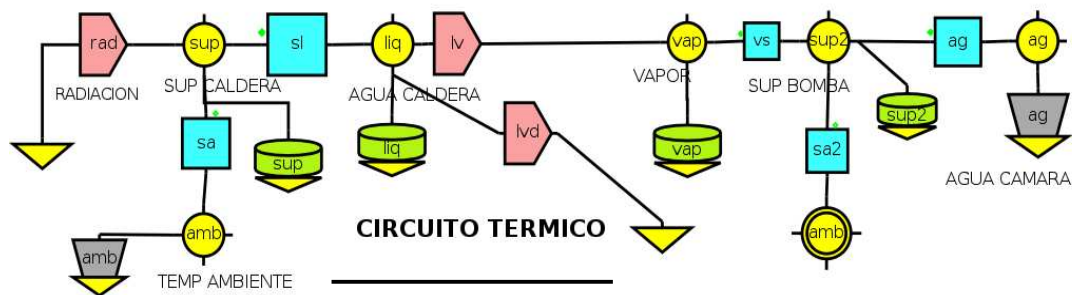 rad
sup
sl
liq
lv
vap
vs
sup2
ag
ag
RADIACION
SUP CALDERA
AGUA CALDERA
VAPOR
SUP BOMBA
sa
sup
liq
lvd
vap
sa2
sup2
ag
AGUA CAMARA
amb
amb
CIRCUITO TERMICO
amb
TEMP AMBIENTE